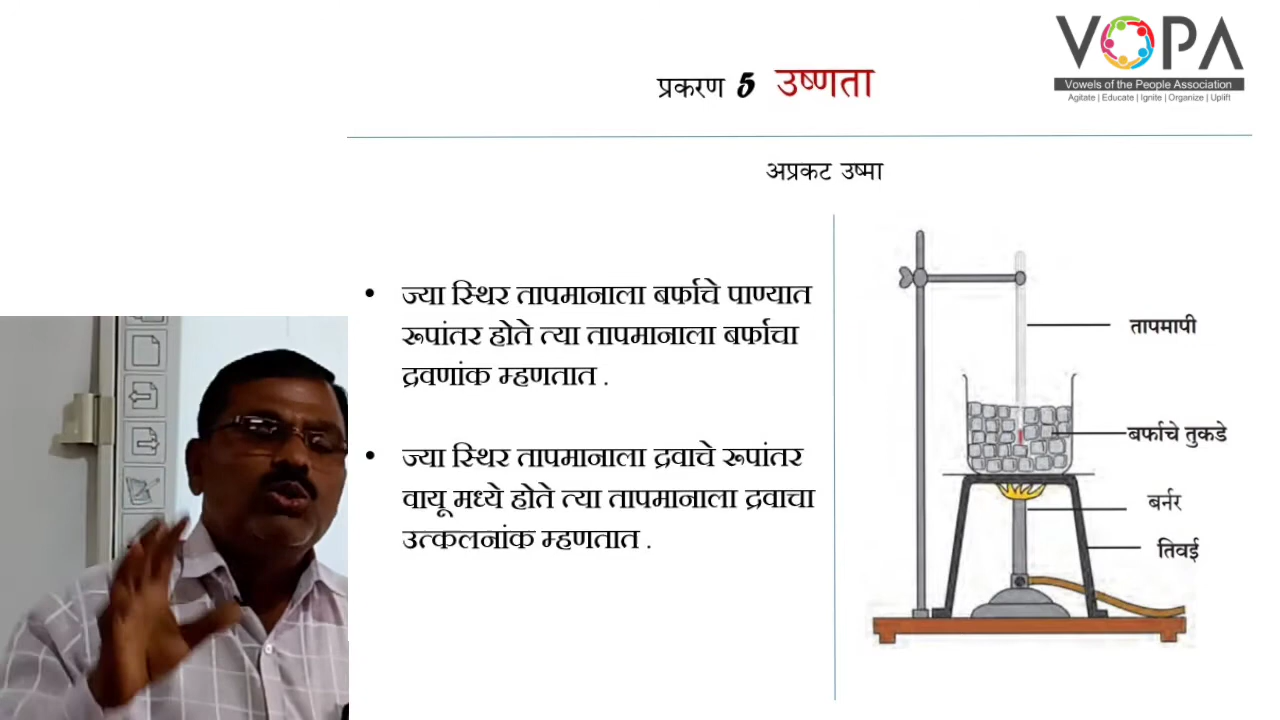 VOPA
Vowels of the People Association
Agitate | Educate | Ignite | Organize | Uplift
प्रकरण 5 उष्णता
अप्रकट उष्मा
• ज्या स्थिर तापमानाला बर्फाचे पाण्यात
रूपांतर होते त्या तापमानाला बर्फाचा
द्रवणांक म्हणतात .
• ज्या स्थिर तापमानाला द्रवाचे रूपांतर
वायू मध्ये होते त्या तापमानाला द्रवाचा
उत्कलनांक म्हणतात .
तापमापी
बर्फाचे तुकडे
बर्नर
तिवई